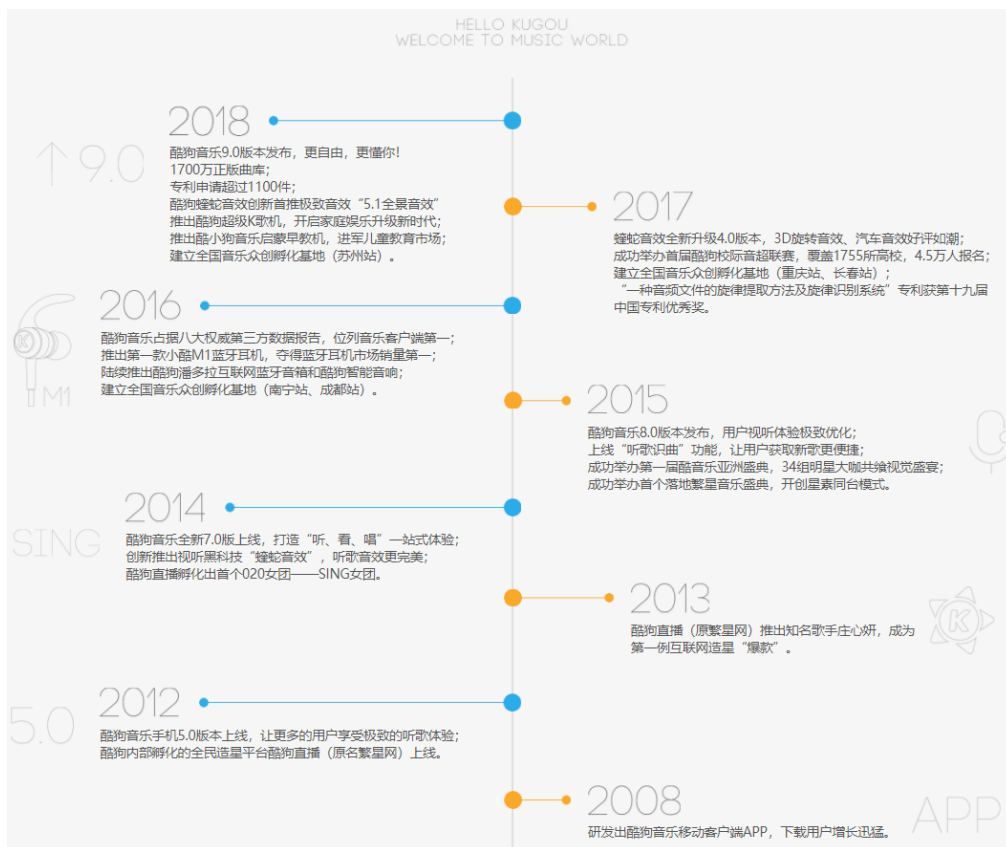 HELLO KUGOU
WELCOME TO MUSIC WORLD
2018
↑9.0
酷狗音乐9.0版本发布，更自由，更懂你！
1700万正版曲库；
专利申请超过1100件；
酷狗蝰蛇音效创新首推极致音效“5.1全景音效”
推出酷狗超级K歌机，开启家庭娱乐升级新时代；
推出酷小狗音乐启蒙早教机，进军儿童教育市场；
建立全国音乐众创孵化基地（苏州站）。
2017
蝰蛇音效全新升级4.0版本，3D旋转音效、汽车音效好评如潮；
成功举办首届酷狗校际音超联赛，覆盖1755所高校，4.5万人报名；
建立全国音乐众创孵化基地（重庆站、长春站）；
“一种音频文件的旋律提取方法及旋律识别系统”专利获第十九届
中国专利优秀奖。
2016
酷狗音乐占据八大权威第三方数据报告，位列音乐客户端第一；
推出第一款小酷M1蓝牙耳机，夺得蓝牙耳机市场销量第一；
陆续推出酷狗潘多拉互联网蓝牙音箱和酷狗智能音响；
建立全国音乐众创孵化基地（南宁站、成都站）。
K
M1
2015
酷狗音乐8.0版本发布，用户视听体验极致优化；
上线“听歌识曲”功能，让用户获取新歌更便捷；
成功举办第一届酷音乐亚洲盛典，34组明星大咖共飨视觉盛宴；
成功举办首个落地繁星音乐盛典，开创星素同台模式。
2014
SING
酷狗音乐全新7.0版上线，打造“听、看、唱”一站式体验；
创新推出视听黑科技“蝰蛇音效”，听歌音效更完美；
酷狗直播孵化出首个020女团——SING女团。
2013
酷狗直播（原繁星网）推出知名歌手庄心妍，成为
第一例互联网造星“爆款”。
K
2012
5.0
酷狗音乐手机5.0版本上线，让更多的用户享受极致的听歌体验；
酷狗内部孵化的全民造星平台酷狗直播（原名繁星网）上线。
2008
研发出酷狗音乐移动客户端APP，下载用户增长迅猛。
APP